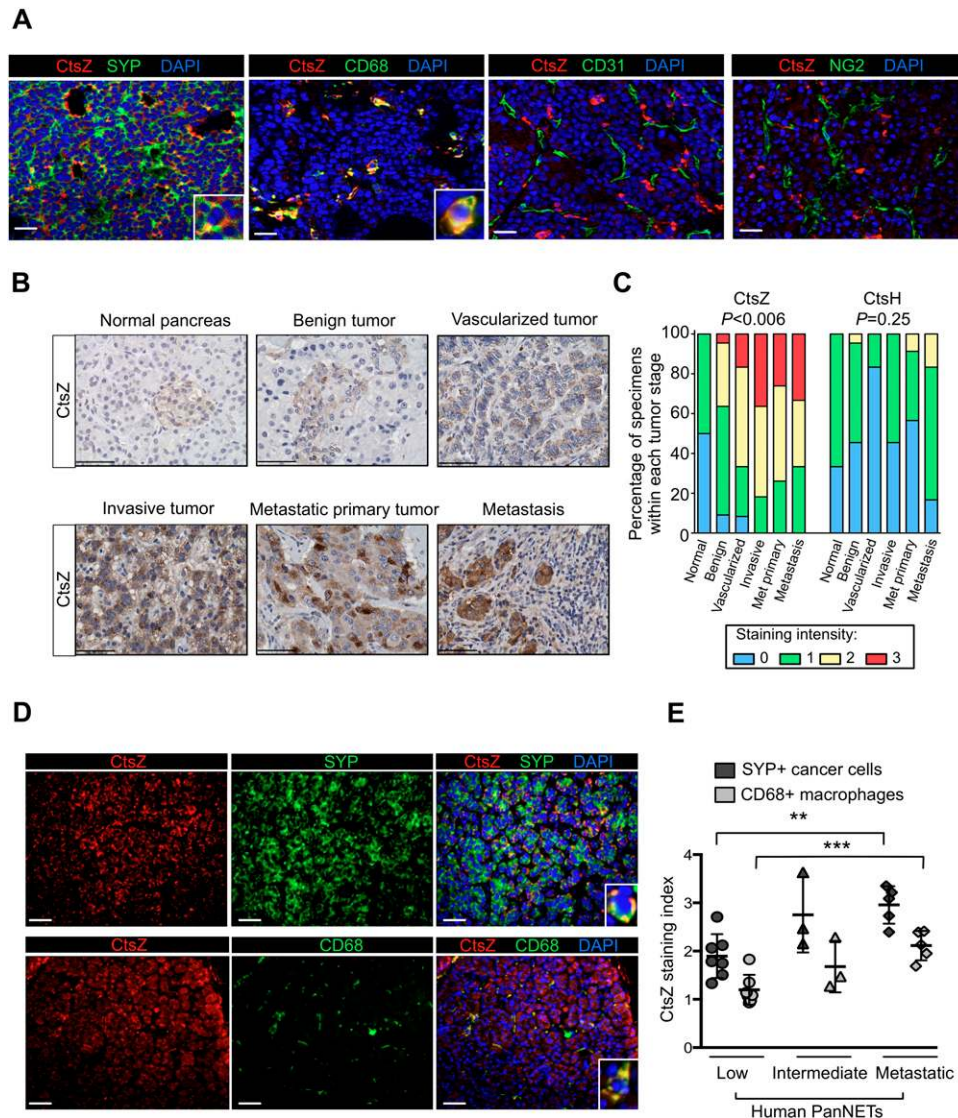 A
CtsZ SYP DAPI
CtsZ CD68 DAPI
CtsZ CD31 DAPI
CtsZ NG2 DAPI
B
Normal pancreas
Benign tumor
Vascularized tumor
CtsZ
Invasive tumor
Metastatic primary tumor
Metastasis
CtsZ
C
CtsZ
P<0.006
CtsH
P=0.25
Percentage of specimens
within each tumor stage
100
80
60
40
20
0
Normal
Benign
Vascularized
Invasive
Met primary
Metastasis
Normal
Benign
Vascularized
Invasive
Met primary
Metastasis
Staining intensity:
0 1 2 3
D
CtsZ
SYP
CtsZ SYP DAPI
CtsZ
CD68
CtsZ CD68 DAPI
E
SYP+ cancer cells
CD68+ macrophages
**
***
CtsZ staining index
4
3
2
1
0
Low
Intermediate
Metastatic
Human PanNETs